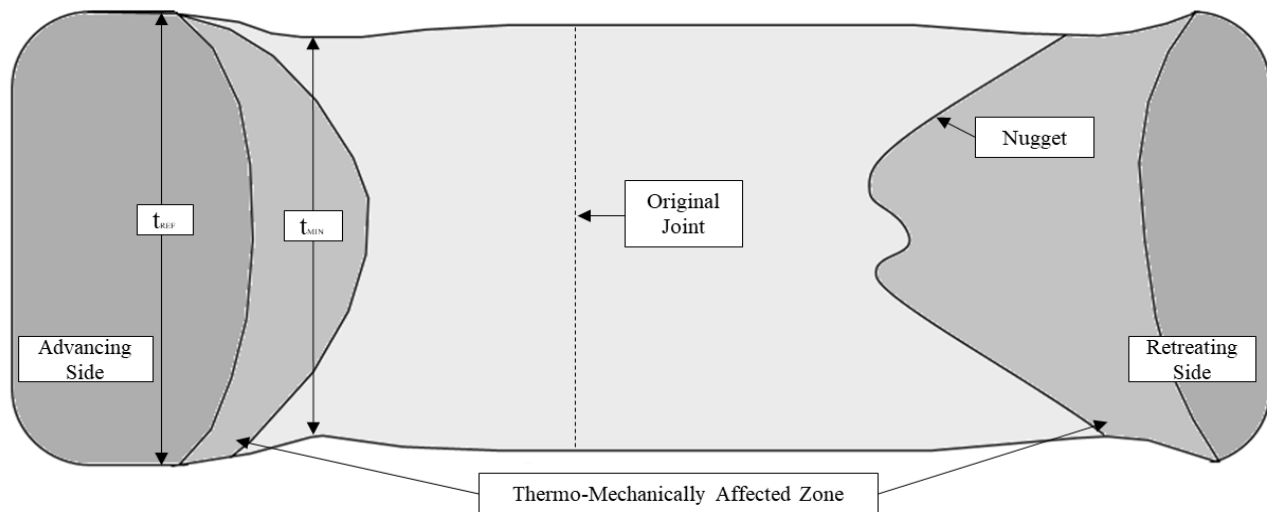 Nugget
Original
Joint
t REF
t MIN
Advancing
Side
Retreating
Side
Thermo-Mechanically Affected Zone